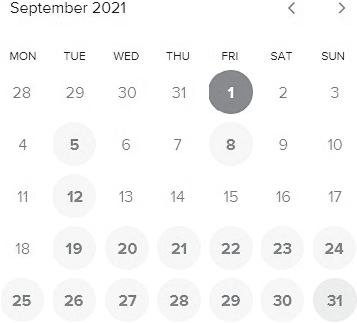 September 2021
MON TUE WED THU FRI SAT SUN
28 29 30 31 1 2 3
4 5 6 7 8 9 10
11 12 13 14 15 16 17
18 19 20 21 22 23 24
25 26 27 28 29 30 31